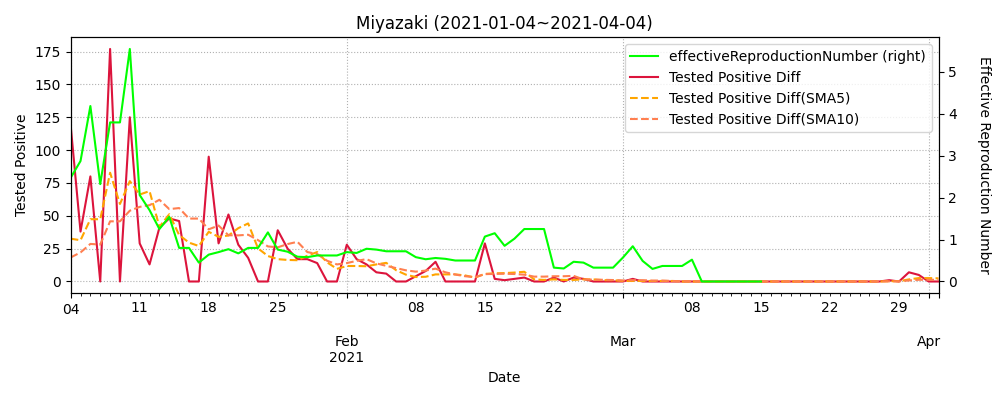 Miyazaki (2021-01-04~2021-04-04)
effectiveReproductionNumber (right)
Tested Positive Diff
Tested Positive Diff(SMA5)
Tested Positive Diff(SMA10)
Tested Positive
175
150
125
100
75
50
25
0
5
4
3
2
1
0
Effective Reproduction Number
04 11 18 25 08 15 22 08 15 22 29
Feb Mar Apr
2021
Date